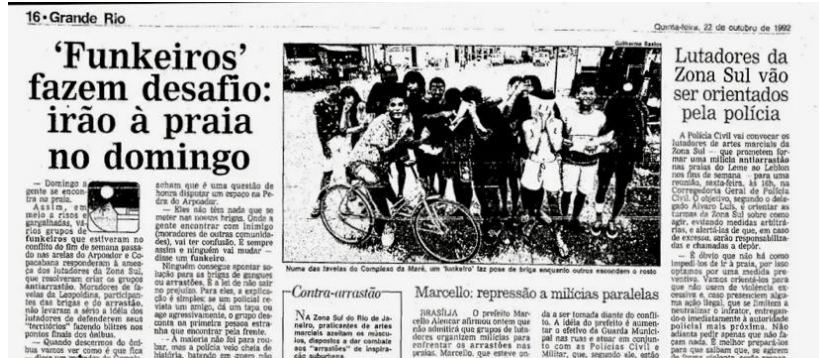 16 • Grande Rio
Quinta-feira, 22 de outubro de 1992
'Funkeiros'
fazem desafio:
irão à praia
no domingo
— Domingo a
gente se encon-
tra na praia.
Assim, em
meio a risos e
gargalhadas, vá-
rios grupos de
funkeiros que estiveram no
conflito do fim de semana passa-
do nas areias do Arpoador e Co-
pacabana responderam à amea-
ça dos lutadores da Zona Sul,
que resolveram criar os grupos
antiarrastão. Moradores de fave-
las da Leopoldina, participan-
tes das brigas e do arrastão
não levaram a sério a idéia dos
lutadores de defenderem seus
"territórios" fazendo blitzes nos
pontos finais dos ônibus.
— Quando descermos do ôni-
bus vamos ver como é que fica
acham que é uma questão de
honra disputar um espaço na Pe-
dra do Arpoador.
— Eles não têm nada que se
meter nas nossas brigas. Onde a
gente encontrar com inimigo
(moradores de outras comunida-
des), vai ter confusão. É sempre
assim e ninguém vai mudar —
disse um funkeiro.
Ninguém consegue apontar so-
lução para as brigas de gangues
ou arrastões. É a lei de não sair
no prejuízo. Para eles, a explica-
ção é simples: se um policial re-
vista um amigo, dá um tapa ou
age agressivamente, o grupo des-
conta na primeira pessoa estra-
nha que encontrar pela frente.
— A maioria não foi para rou-
bar, mas a polícia veio cheia de
história, batendo em quem não
Guilherme Bastos
Numa das favelas do Complexo da Maré, um 'funkeiro' faz pose de briga enquanto outros escondem o rosto
Contra-arrastão
NA Zona Sul do Rio de Ja-
neiro, praticantes de artes
marciais azeitam os múscu-
los, dispostos a dar combate
aos "arrastões" de inspira-
ção suburbana.
Marcello: repressão a milícias paralelas
BRASÍLIA — O prefeito Mar-
cello Alencar afirmou ontem que
não admitirá que grupos de luta-
dores organizem milícias para
enfrentar as arrastões nas
praias. Marcello, que esteve on-
da a ser tomada diante do confli-
to. A idéia do prefeito é aumen-
tar o efetivo da Guarda Munici-
pal nas ruas e atuar em conjun-
to com as Polícias Civil e
Militar, que, segundo ele, estão
Lutadores da
Zona Sul vão
ser orientados
pela polícia
A Polícia Civil vai convocar os
lutadores de artes marciais da
Zona Sul — que prometem for-
mar uma milícia antiarrastão
nas praias do Leme ao Leblon
nos fins de semana — para uma
reunião, sexta-feira, às 16h, na
Corregedoria Geral de Polícia
Civil. O objetivo, segundo o dele-
gado Álvaro Luís, é orientar as
turmas da Zona Sul sobre como
agir, evitando medidas arbitrá-
rias, e alertá-los de que, em caso
de excesso, serão responsabiliza-
das e chamadas a depor.
— É óbvio que não há como
impedi-los de ir à praia, por isso
optamos por uma medida pre-
ventiva. Vamos orientá-los para
que não usem de violência ex-
cessiva e, caso presenciem algu-
ma ação ilegal, que se limitem a
neutralizar o infrator, entregan-
do-o imediatamente à autoridade
policial mais próxima. Não
adianta pedir apenas que não fa-
çam nada. É melhor prepará-los
para que saibam que, se agirem